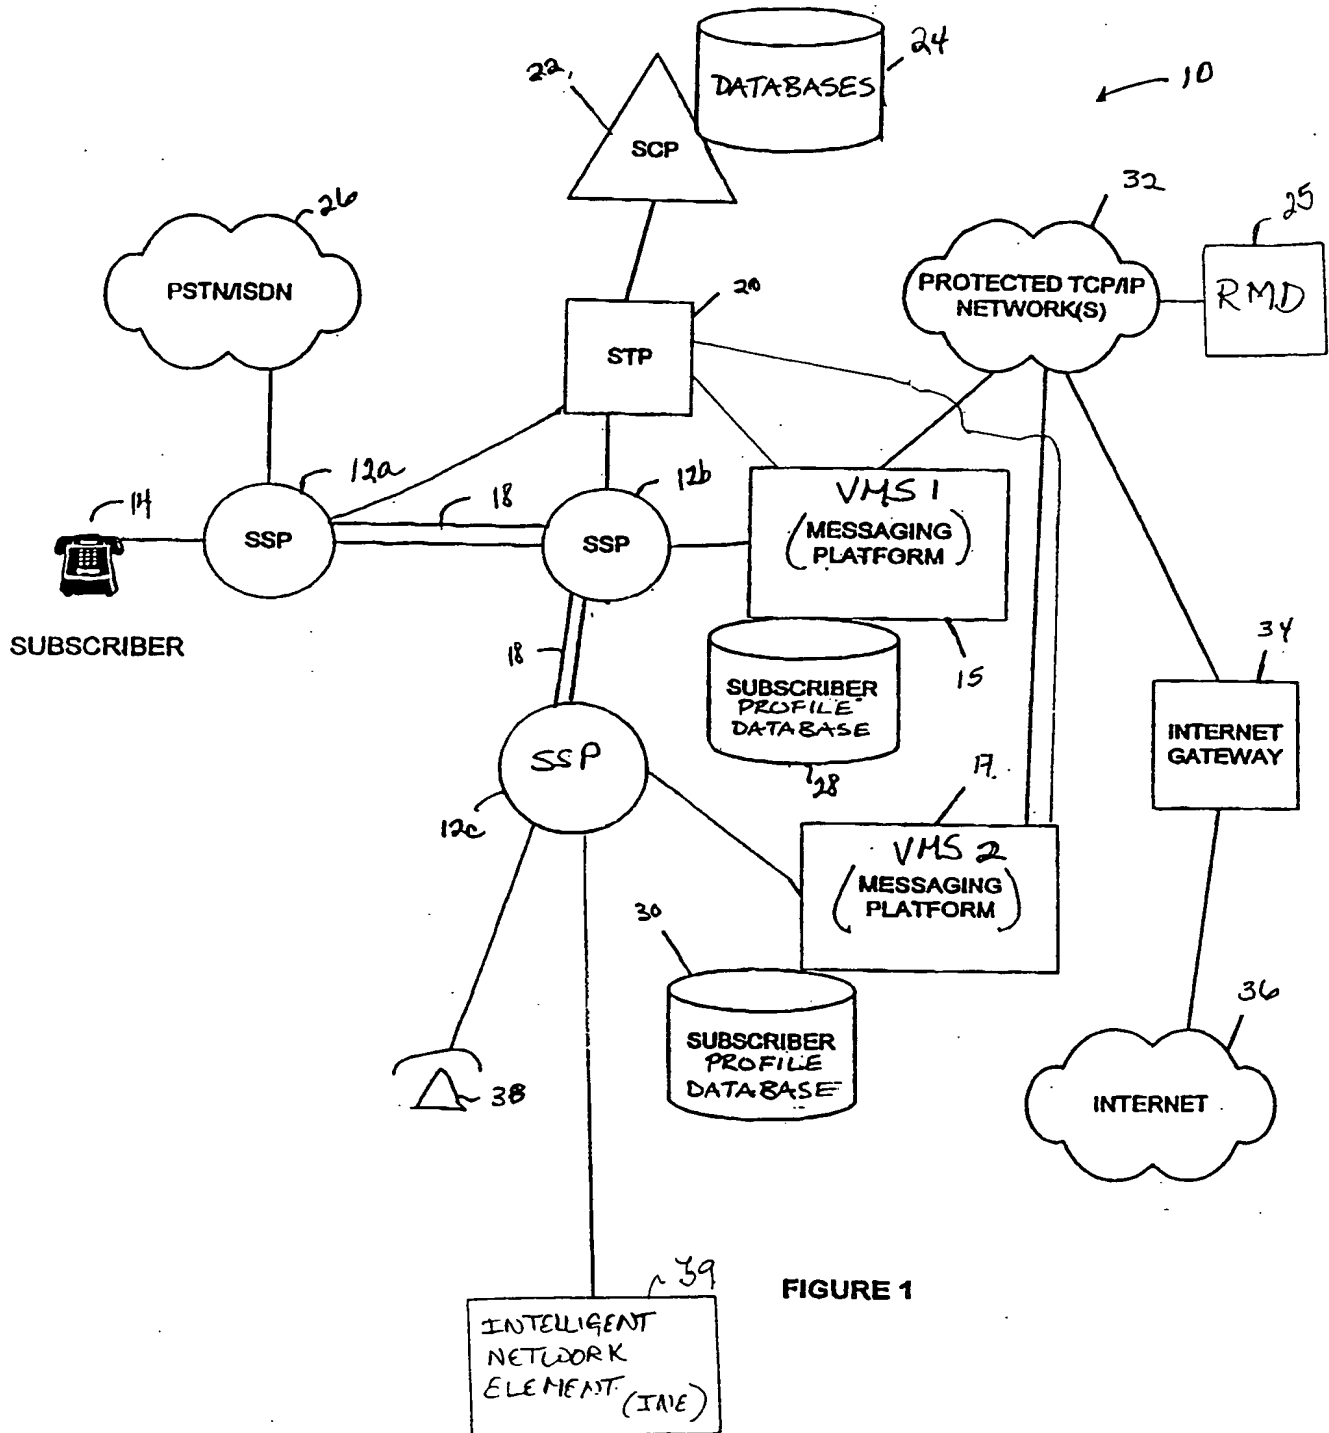 24
22
DATABASES
10
SCP
32
25
26
PSTN/ISDN
PROTECTED TCP/IP
NETWORK(S)
RMD
20
STP
12a
12b
14
18
VMS 1
SSP
SSP
(MESSAGING
PLATFORM)
SUBSCRIBER
18
15
34
SUBSCRIBER
PROFILE
DATABASE
INTERNET
GATEWAY
SSP
28
17
12c
VMS 2
(MESSAGING
PLATFORM)
30
36
SUBSCRIBER
PROFILE
DATABASE
38
INTERNET
39
FIGURE 1
INTELLIGENT
NETWORK
ELEMENT
(INE)